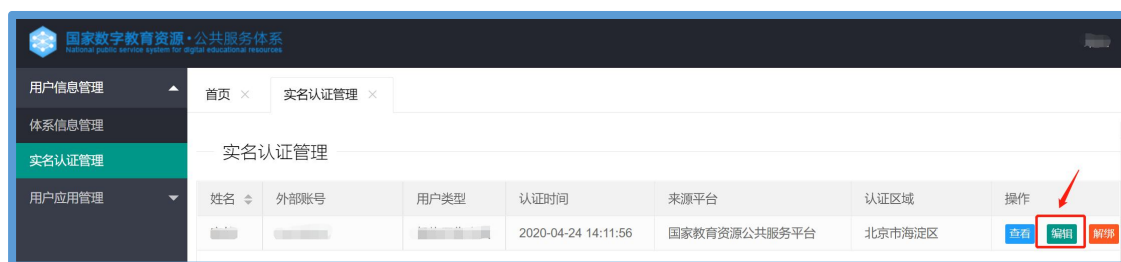 国家数字教育资源·公共服务体系
National public service system for digital educational resources
用户信息管理
首页 × 实名认证管理 ×
体系信息管理
实名认证管理
实名认证管理
用户应用管理
姓名 外部账号 用户类型 认证时间 来源平台 认证区域 操作
2020-04-24 14:11:56 国家教育资源公共服务平台 北京市海淀区 查看 编辑 解绑